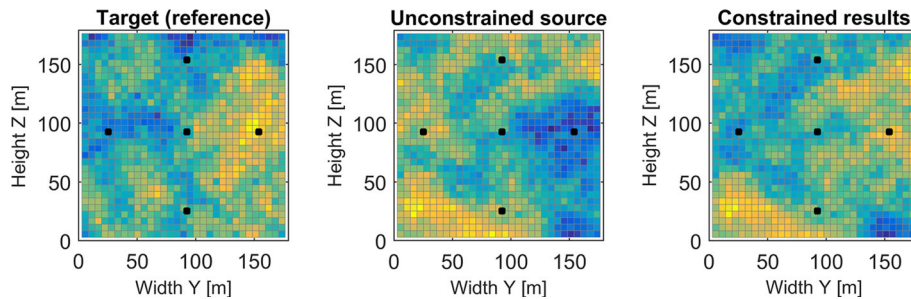 Target (reference)
Height Z [m]
150
100
50
0
0 50 100 150
Width Y [m]
Unconstrained source
Height Z [m]
150
100
50
0
0 50 100 150
Width Y [m]
Constrained results
Height Z [m]
150
100
50
0
0 50 100 150
Width Y [m]